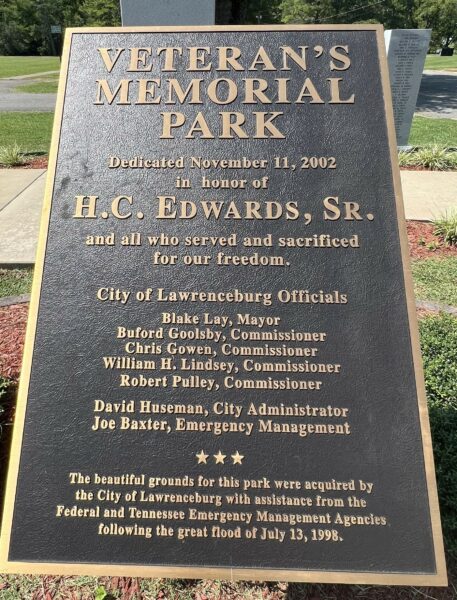 VETERAN'S
MEMORIAL
PARK
Dedicated November 11, 2002
in honor of
H.C. EDWARDS, SR.
and all who served and sacrificed
for our freedom.
City of Lawrenceburg Officials
Blake Lay, Mayor
Buford Goolsby, Commissioner
Chris Gowen, Commissioner
William H. Lindsey, Commissioner
Robert Pulley, Commissioner
David Huseman, City Administrator
Joe Baxter, Emergency Management
The beautiful grounds for this park were acquired by
the City of Lawrenceburg with assistance from the
Federal and Tennessee Emergency Management Agencies
following the great flood of July 13, 1998.